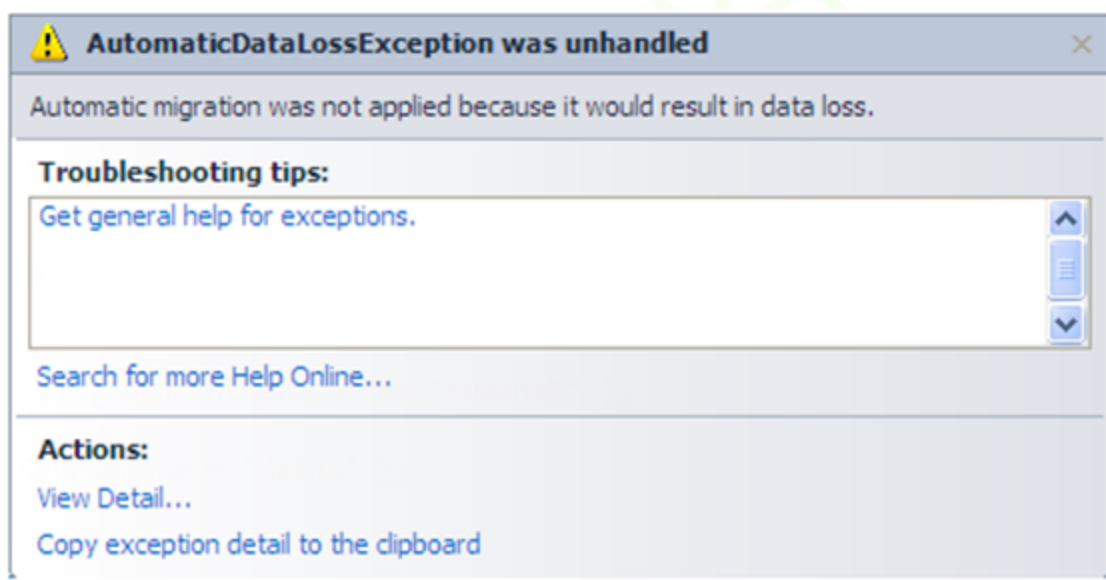 AutomaticDataLossException was unhandled
Automatic migration was not applied because it would result in data loss.
Troubleshooting tips:
Get general help for exceptions.
Search for more Help Online...
Actions:
View Detail...
Copy exception detail to the clipboard